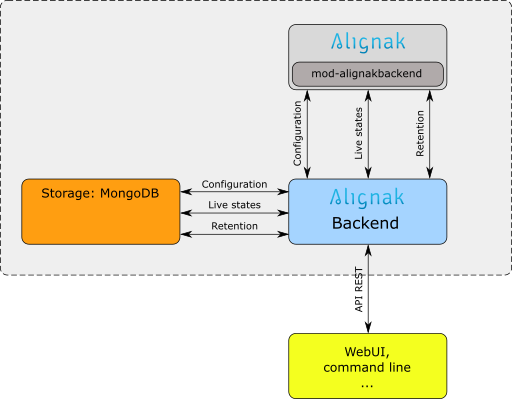 Alignak
mod-alignakbackend
Configuration
Live states
Retention
Storage: MongoDB
Configuration
Live states
Retention
Alignak
Backend
API REST
WebUI,
command line
...